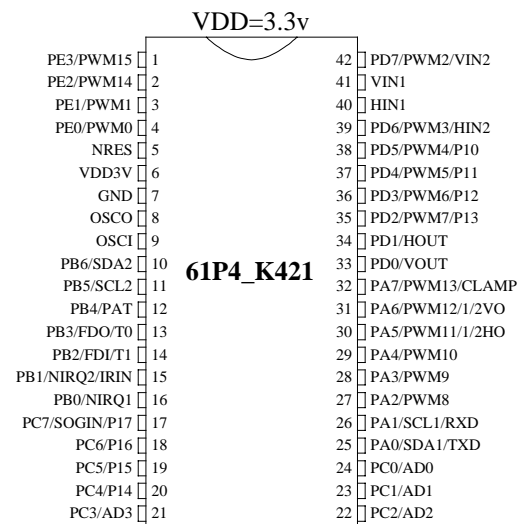 VDD=3.3v
PE3/PWM15 1 42 PD7/PWM2/VIN2
PE2/PWM14 2 41 VIN1
PE1/PWM1 3 40 HIN1
PE0/PWM0 4 39 PD6/PWM3/HIN2
NRES 5 38 PD5/PWM4/P10
VDD3V 6 37 PD4/PWM5/P11
GND 7 36 PD3/PWM6/P12
OSCO 8 35 PD2/PWM7/P13
OSCI 9 34 PD1/HOUT
PB6/SDA2 10 61P4_K421 33 PD0/VOUT
PB5/SCL2 11 32 PA7/PWM13/CLAMP
PB4/PAT 12 31 PA6/PWM12/1/2VO
PB3/FDO/T0 13 30 PA5/PWM11/1/2HO
PB2/FDI/T1 14 29 PA4/PWM10
PB1/NIRQ2/IRIN 15 28 PA3/PWM9
PB0/NIRQ1 16 27 PA2/PWM8
PC7/SOGIN/P17 17 26 PA1/SCL1/RXD
PC6/P16 18 25 PA0/SDA1/TXD
PC5/P15 19 24 PC0/AD0
PC4/P14 20 23 PC1/AD1
PC3/AD3 21 22 PC2/AD2